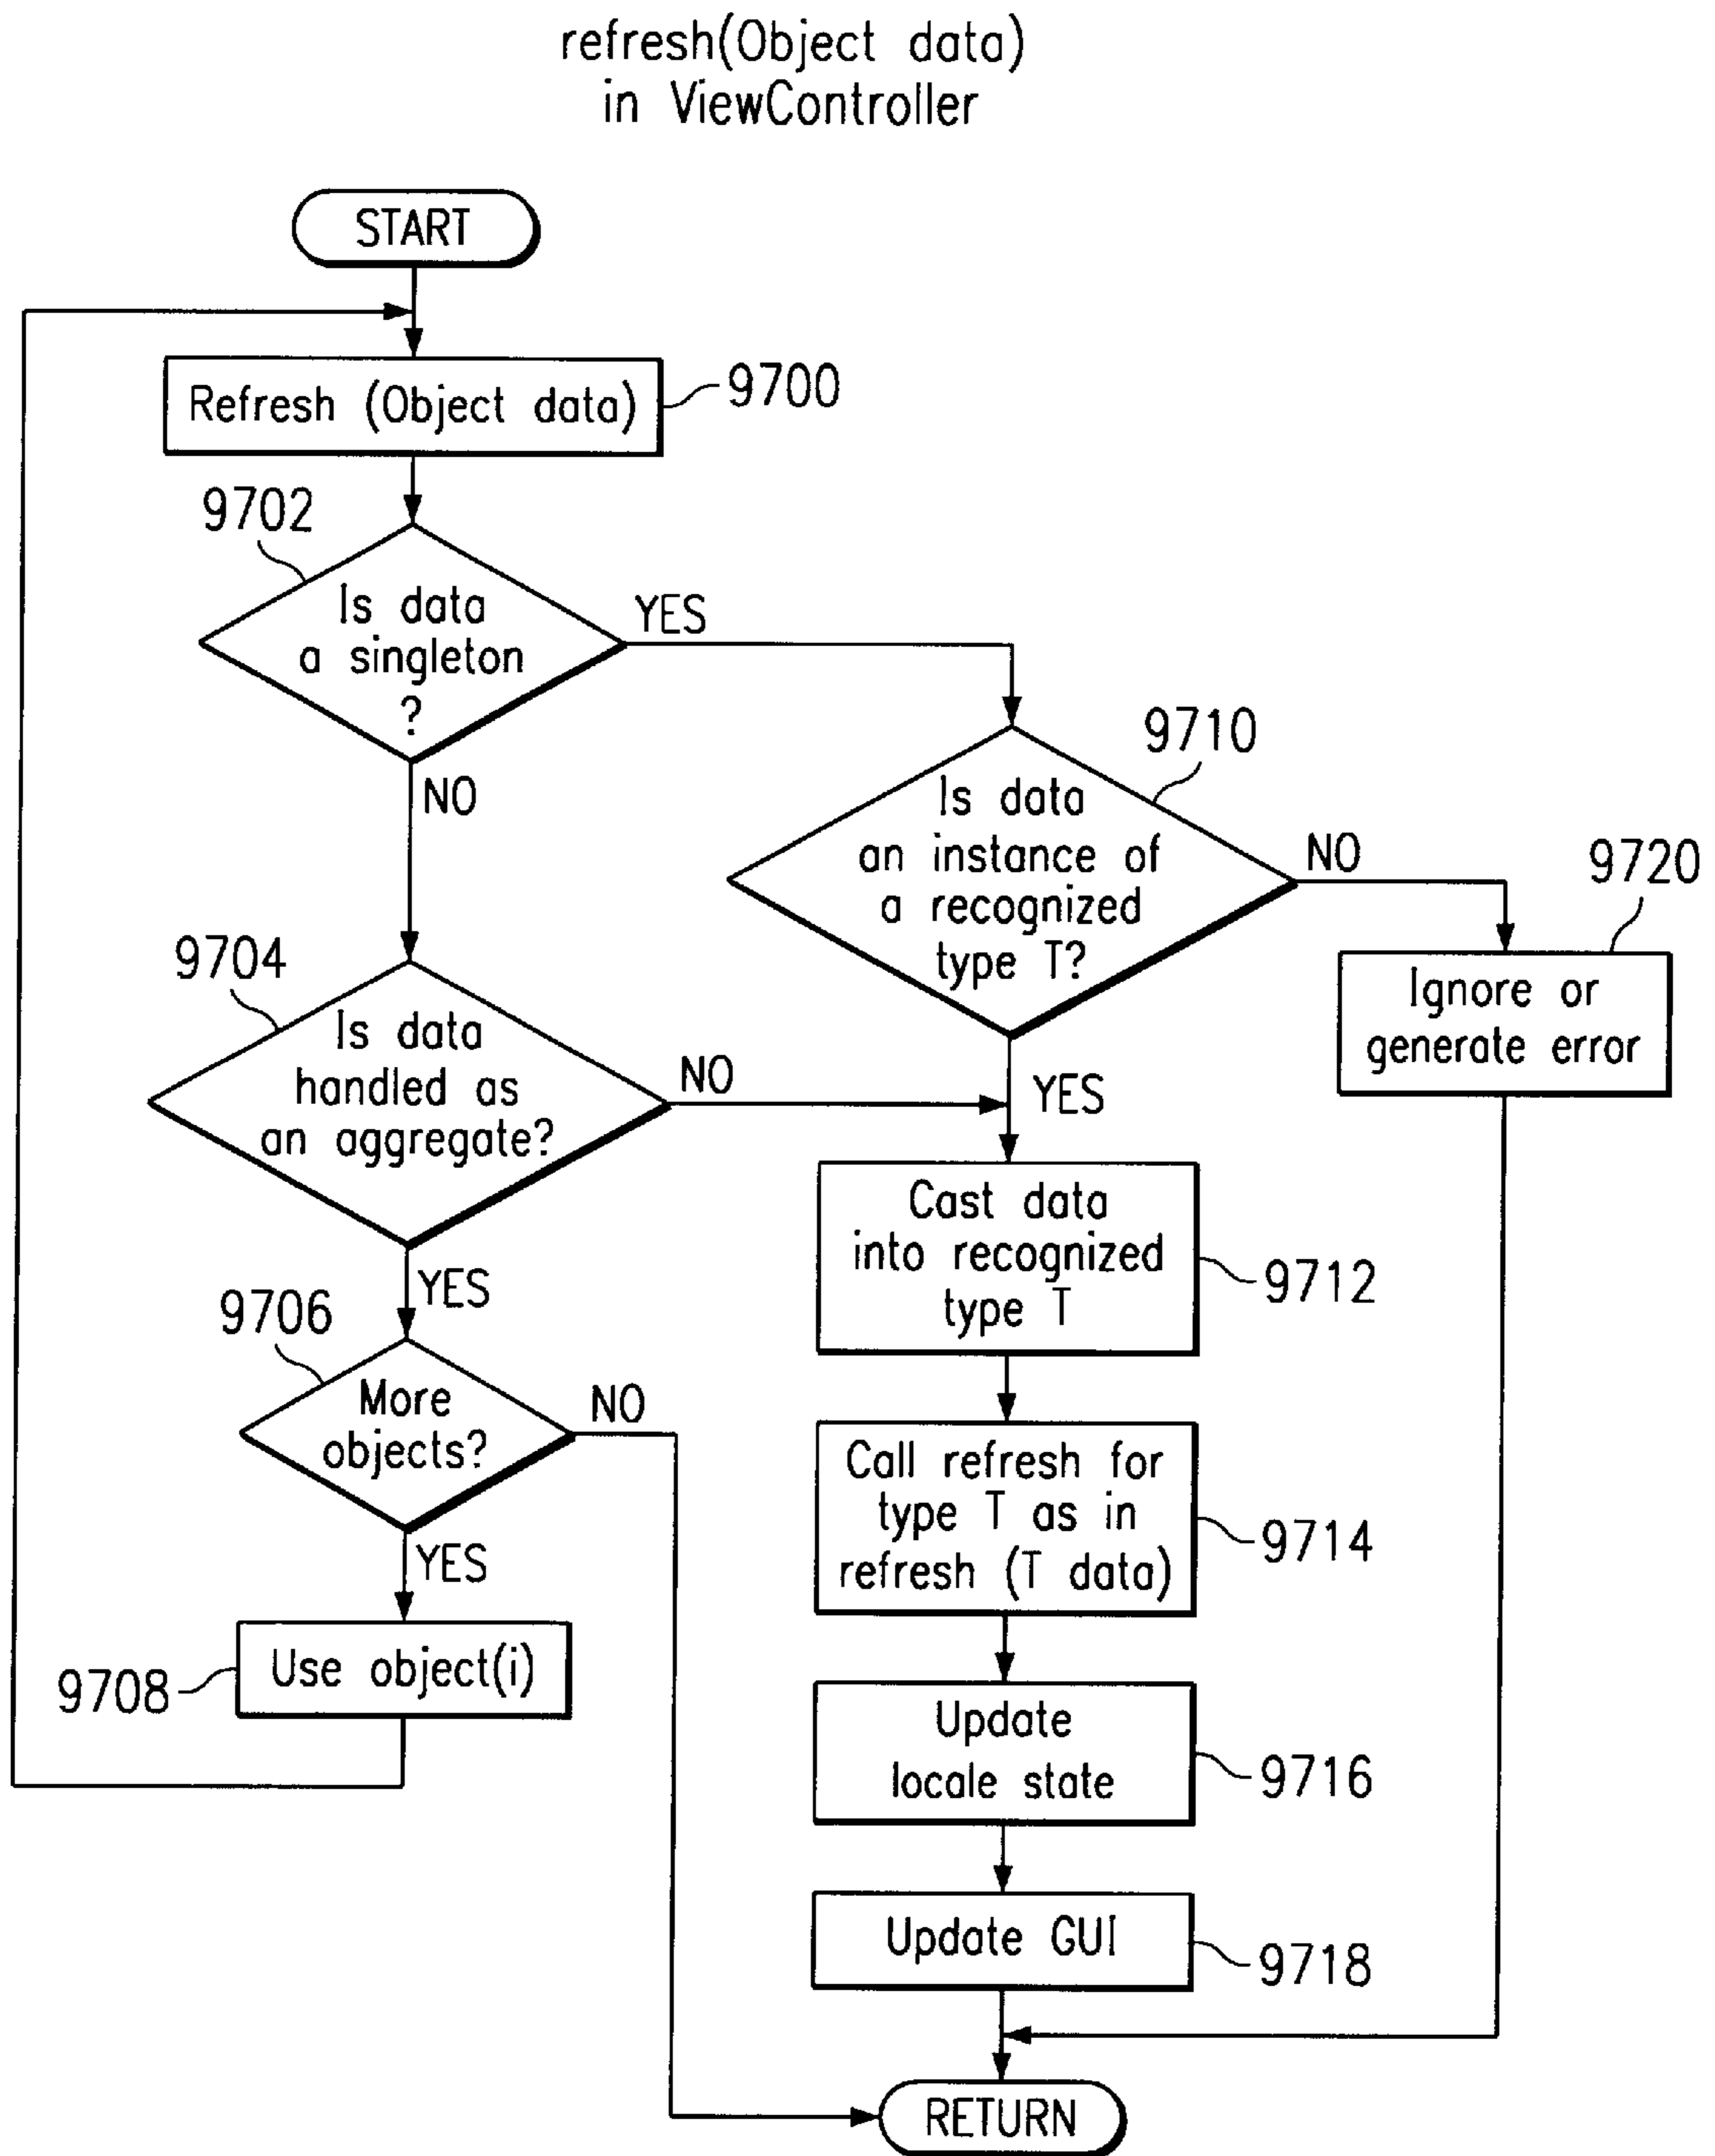 refresh(Object data)
in ViewController
START
Refresh (Object data)
9700
9702
Is data
a singleton
?
YES
NO
9710
Is data
an instance of
a recognized
type T?
NO
YES
9720
Ignore or
generate error
9704
Is data
handled as
an aggregate?
NO
YES
9706
More
objects?
NO
YES
9708
Use object(i)
Cast data
into recognized
type T
9712
Call refresh for
type T as in
refresh (T data)
9714
Update
locale state
9716
Update GUI
9718
RETURN